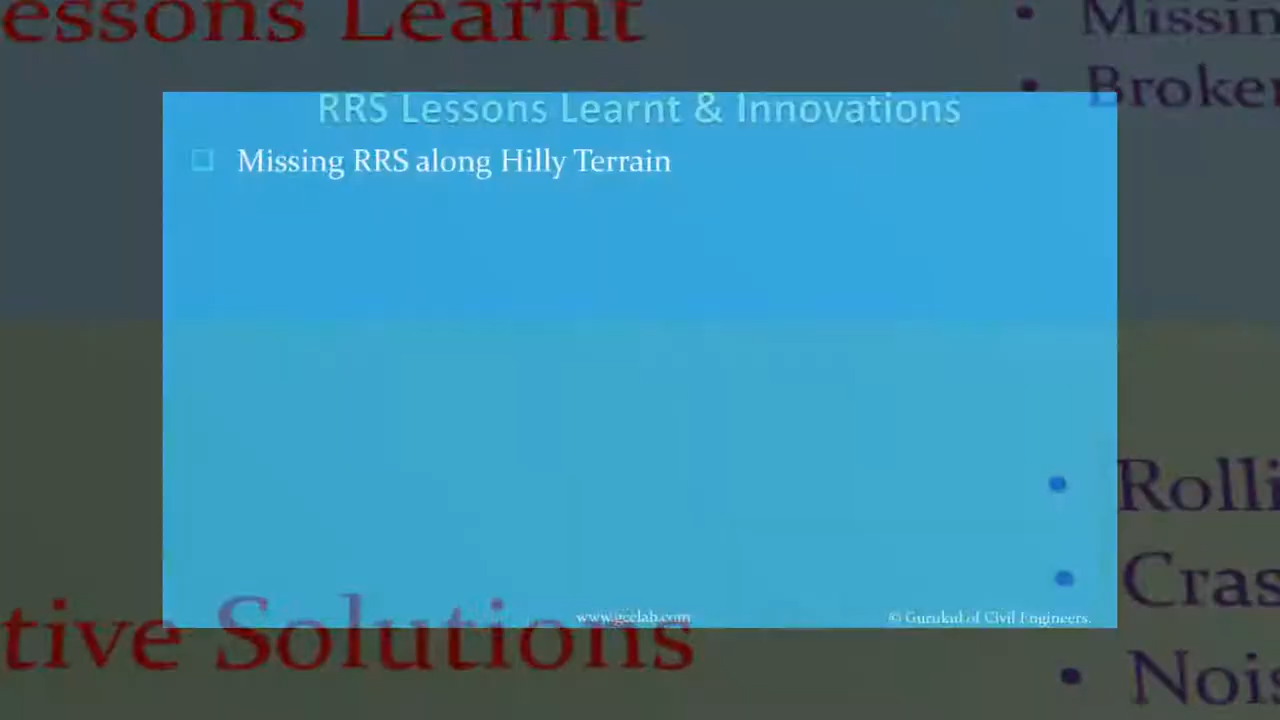 essons Learnt
Missin
Broker
RRS Lessons Learnt & Innovations
Missing RRS along Hilly Terrain
Rolli
Cras
tive Solutions
www.gcelab.com
© Gurukul of Civil Engineers.
Nois